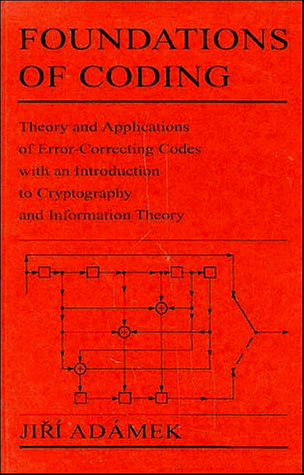 FOUNDATIONS
OF CODING
Theory and Applications
of Error-Correcting Codes
with an Introduction
to Cryptography
and Information Theory
JIŘÍ ADÁMEK